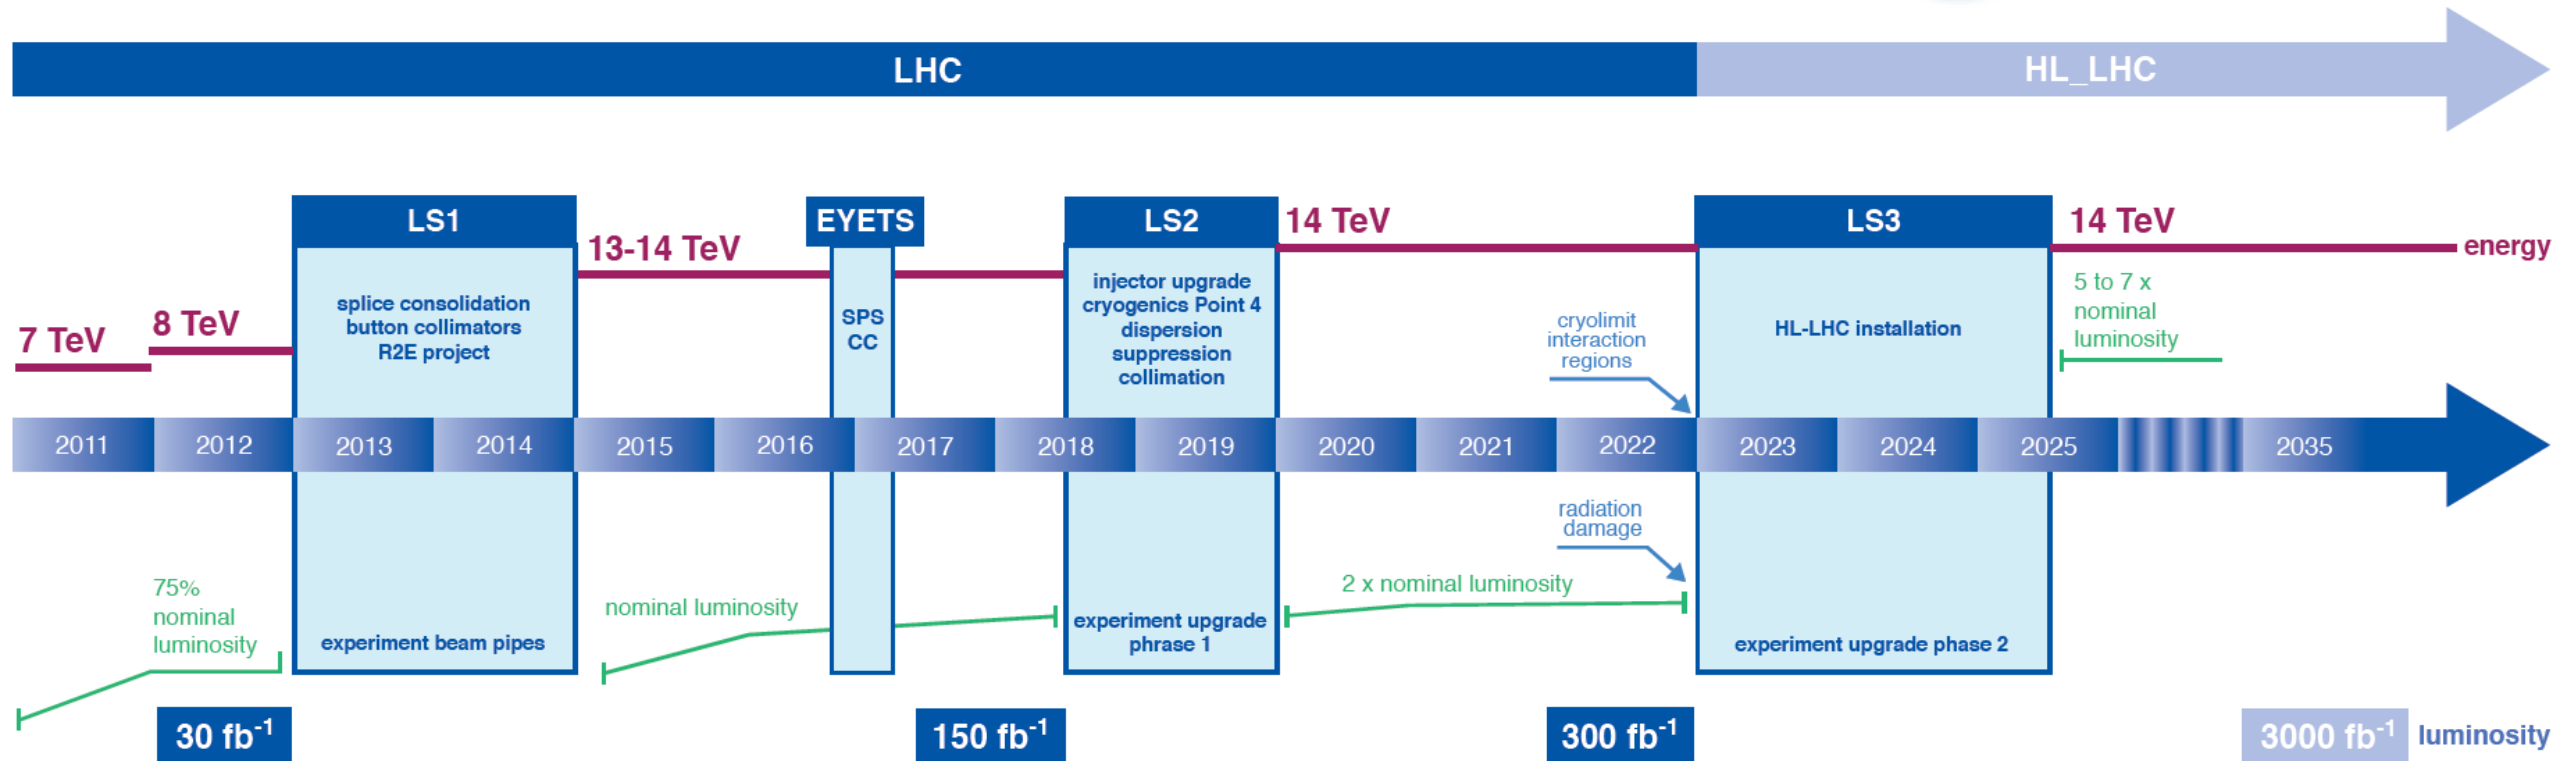 LHC
HL_LHC
LS1
EYETS
LS2
14 TeV
LS3
14 TeV
13-14 TeV
energy
7 TeV
8 TeV
splice consolidation
button collimators
R2E project
SPS
CC
injector upgrade
cryogenics Point 4
dispersion
suppression
collimation
cryolimit
interaction
regions
HL-LHC installation
5 to 7 x
nominal
luminosity
2011
2012
2013
2014
2015
2016
2017
2018
2019
2020
2021
2022
2023
2024
2025
2035
75%
nominal
luminosity
experiment beam pipes
nominal luminosity
experiment upgrade
phrase 1
2 x nominal luminosity
radiation
damage
experiment upgrade phase 2
30 fb⁻¹
150 fb⁻¹
300 fb⁻¹
3000 fb⁻¹
luminosity